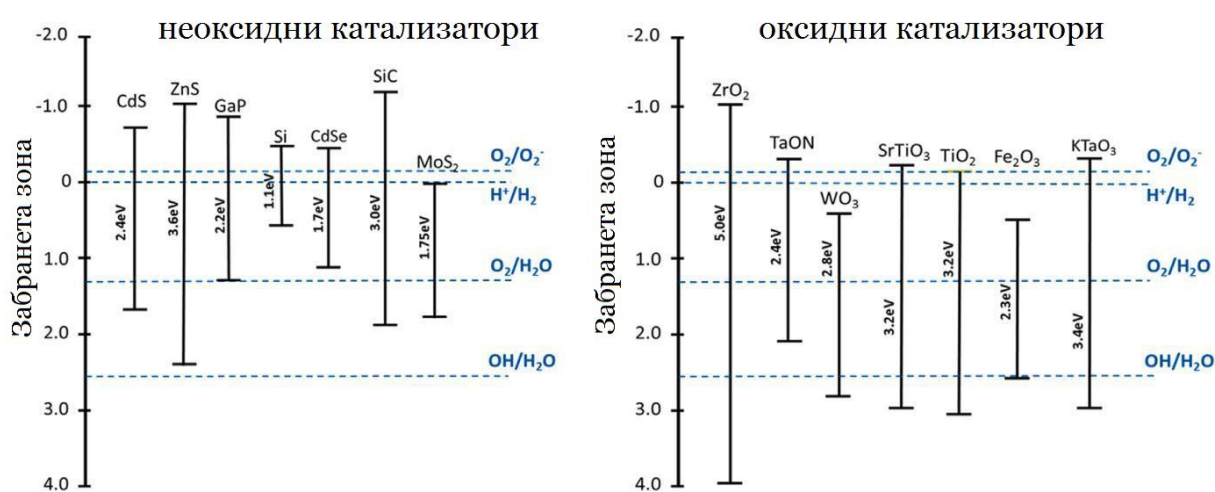 неоксидни катализатори
Забранета зона
-2.0
-1.0
0
1.0
2.0
3.0
4.0
CdS
ZnS
GaP
Si
CdSe
SiC
MoS₂
2.4eV
3.6eV
2.2eV
1.1eV
1.7eV
3.0eV
1.75eV
O₂/O₂⁻
H⁺/H₂
O₂/H₂O
OH/H₂O
оксидни катализатори
Забранета зона
-2.0
-1.0
0
1.0
2.0
3.0
4.0
ZrO₂
TaON
WO₃
SrTiO₃
TiO₂
Fe₂O₃
KTaO₃
5.0eV
2.4eV
2.8eV
3.2eV
3.2eV
2.3eV
3.4eV
O₂/O₂⁻
H⁺/H₂
O₂/H₂O
OH/H₂O